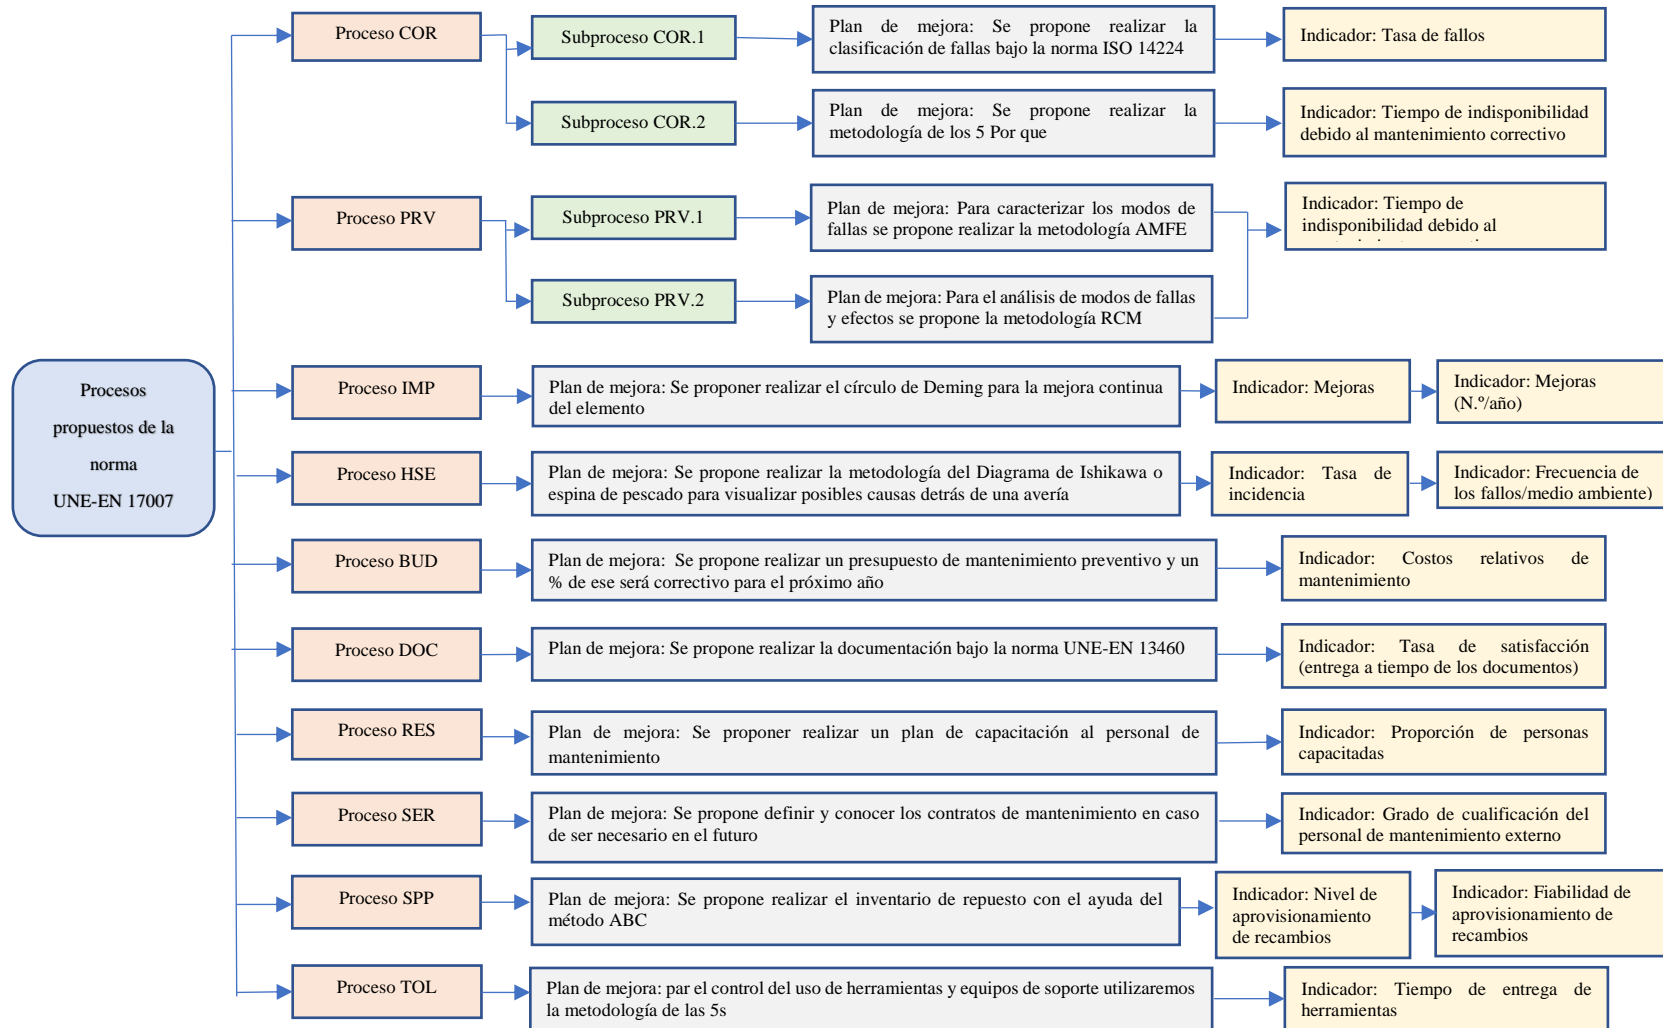 Procesos
propuestos de la
norma
UNE-EN 17007
Proceso COR
Subproceso COR.1
Plan de mejora: Se propone realizar la
clasificación de fallas bajo la norma ISO 14224
Indicador: Tasa de fallos
Subproceso COR.2
Plan de mejora: Se propone realizar la
metodología de los 5 Por que
Indicador: Tiempo de indisponibilidad
debido al mantenimiento correctivo
Proceso PRV
Subproceso PRV.1
Plan de mejora: Para caracterizar los modos de
fallas se propone realizar la metodología AMFE
Indicador: Tiempo de
indisponibilidad debido al
Subproceso PRV.2
Plan de mejora: Para el análisis de modos de fallas
y efectos se propone la metodología RCM
Proceso IMP
Plan de mejora: Se proponer realizar el círculo de Deming para la mejora continua
del elemento
Indicador: Mejoras
Indicador: Mejoras
(N.º/año)
Proceso HSE
Plan de mejora: Se propone realizar la metodología del Diagrama de Ishikawa o
espina de pescado para visualizar posibles causas detrás de una avería
Indicador: Tasa de
incidencia
Indicador: Frecuencia de
los fallos/medio ambiente)
Proceso BUD
Plan de mejora: Se propone realizar un presupuesto de mantenimiento preventivo y un
% de ese será correctivo para el próximo año
Indicador: Costos relativos de
mantenimiento
Proceso DOC
Plan de mejora: Se propone realizar la documentación bajo la norma UNE-EN 13460
Indicador: Tasa de satisfacción
(entrega a tiempo de los documentos)
Proceso RES
Plan de mejora: Se proponer realizar un plan de capacitación al personal de
mantenimiento
Indicador: Proporción de personas
capacitadas
Proceso SER
Plan de mejora: Se propone definir y conocer los contratos de mantenimiento en caso
de ser necesario en el futuro
Indicador: Grado de cualificación del
personal de mantenimiento externo
Proceso SPP
Plan de mejora: Se propone realizar el inventario de repuesto con el ayuda del
método ABC
Indicador: Nivel de
aprovisionamiento
de recambios
Indicador: Fiabilidad de
aprovisionamiento de
recambios
Proceso TOL
Plan de mejora: par el control del uso de herramientas y equipos de soporte utilizaremos
la metodología de las 5s
Indicador: Tiempo de entrega de
herramientas